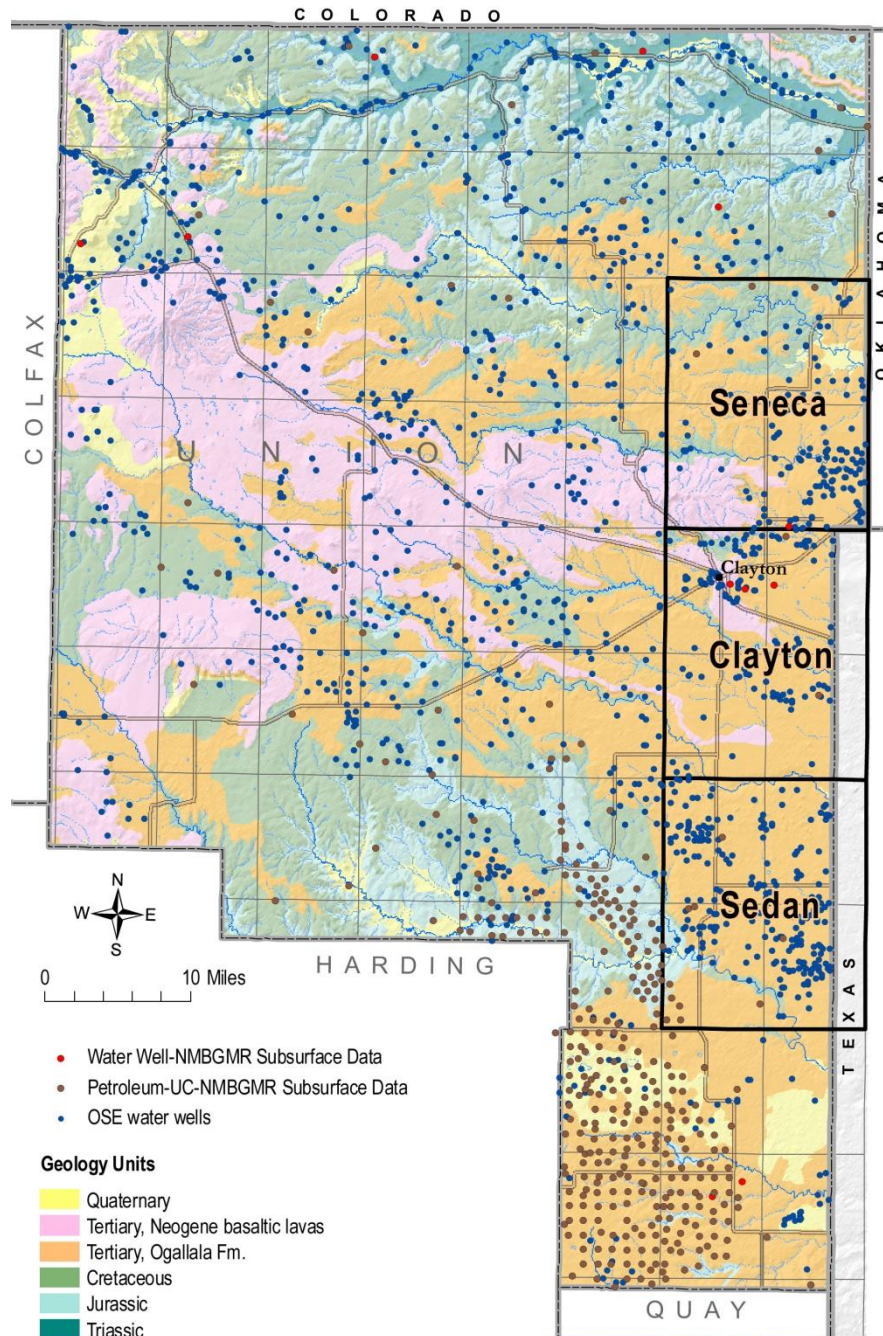 COLORADO
OKLAHOMA
COLFAX
Seneca
UNION
Clayton
Clayton
Sedan
N
W E
S
HARDING
0 10 Miles
TEXAS
Water Well-NMBGMR Subsurface Data
Petroleum-UC-NMBGMR Subsurface Data
OSE water wells
Geology Units
Quaternary
Tertiary, Neogene basaltic lavas
Tertiary, Ogallala Fm.
Cretaceous
Jurassic
Triassic
QUAY